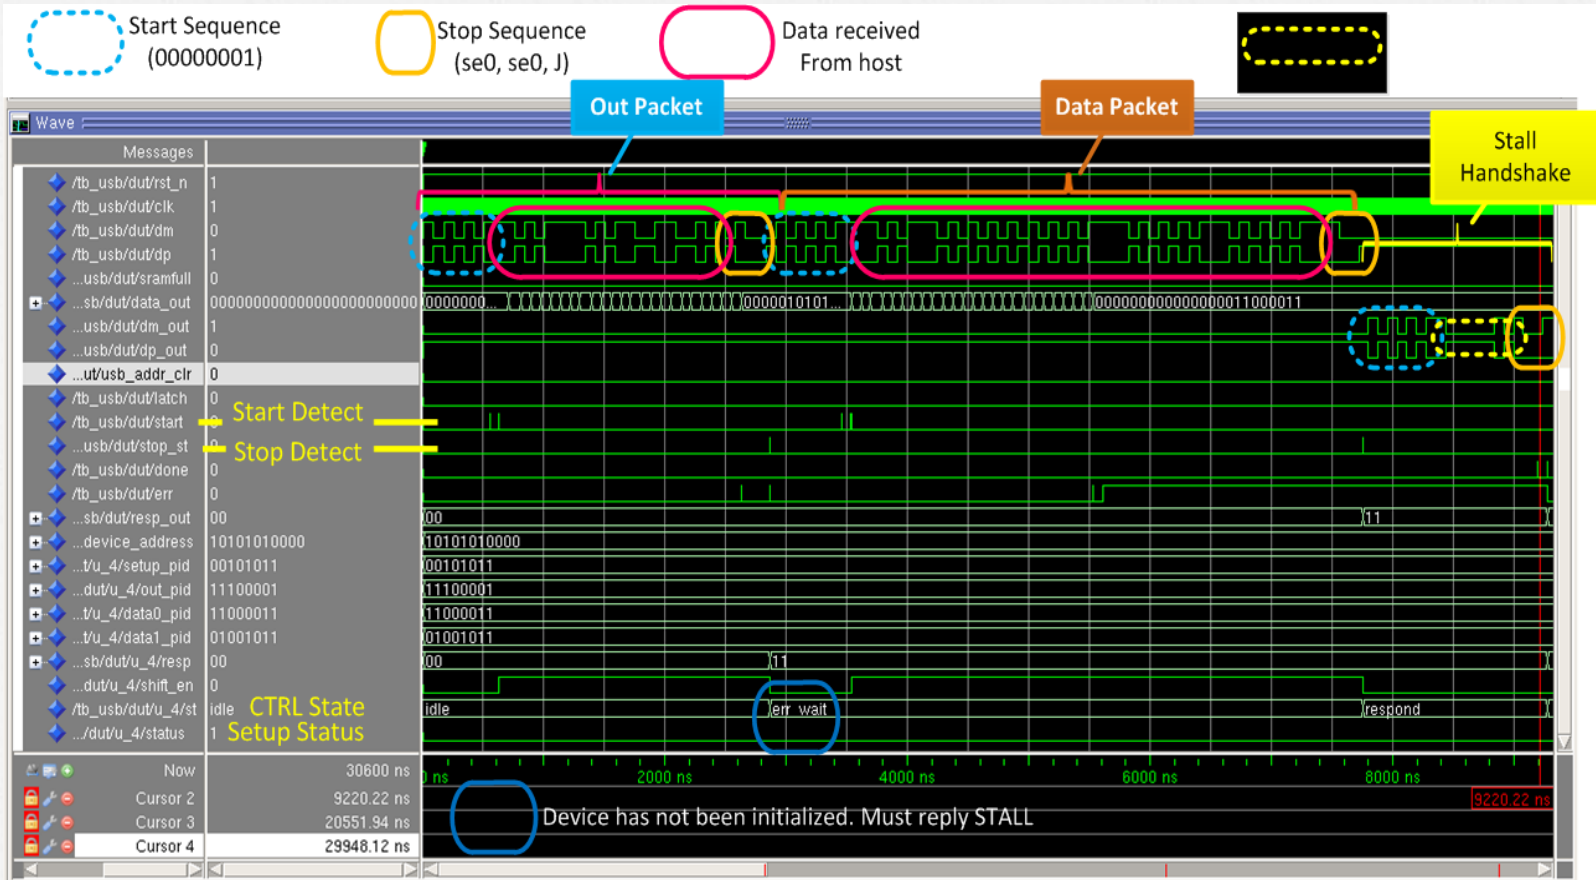 Start Sequence
(00000001)
Stop Sequence
(se0, se0, J)
Data received
From host
Out Packet
Data Packet
Stall
Handshake
Wave
Messages
/tb_usb/dut/rst_n 1
/tb_usb/dut/clk 1
/tb_usb/dut/dm 0
/tb_usb/dut/dp 1
...usb/dut/sramfull 0
...sb/dut/data_out 0000000000000000000000000 0000000... 0000010101... 0000000000000000011000011
...usb/dut/dm_out 1
...usb/dut/dp_out 0
...ut/usb_addr_clr 0
/tb_usb/dut/latch 0
/tb_usb/dut/start Start Detect
...usb/dut/stop_st Stop Detect
/tb_usb/dut/done 0
/tb_usb/dut/err 0
...sb/dut/resp_out 00 00 11
...device_address 10101010000 10101010000
...t/u_4/setup_pid 00101011 00101011
...dut/u_4/out_pid 11100001 11100001
...t/u_4/data0_pid 11000011 11000011
...t/u_4/data1_pid 01001011 01001011
...sb/dut/u_4/resp 00 00 11
...dut/u_4/shift_en 0
/tb_usb/dut/u_4/st idle CTRL State idle err_wait respond
.../dut/u_4/status 1 Setup Status
Now 30600 ns ns 2000 ns 4000 ns 6000 ns 8000 ns
Cursor 2 9220.22 ns 9220.22 ns
Cursor 3 20551.94 ns
Cursor 4 29948.12 ns
Device has not been initialized. Must reply STALL